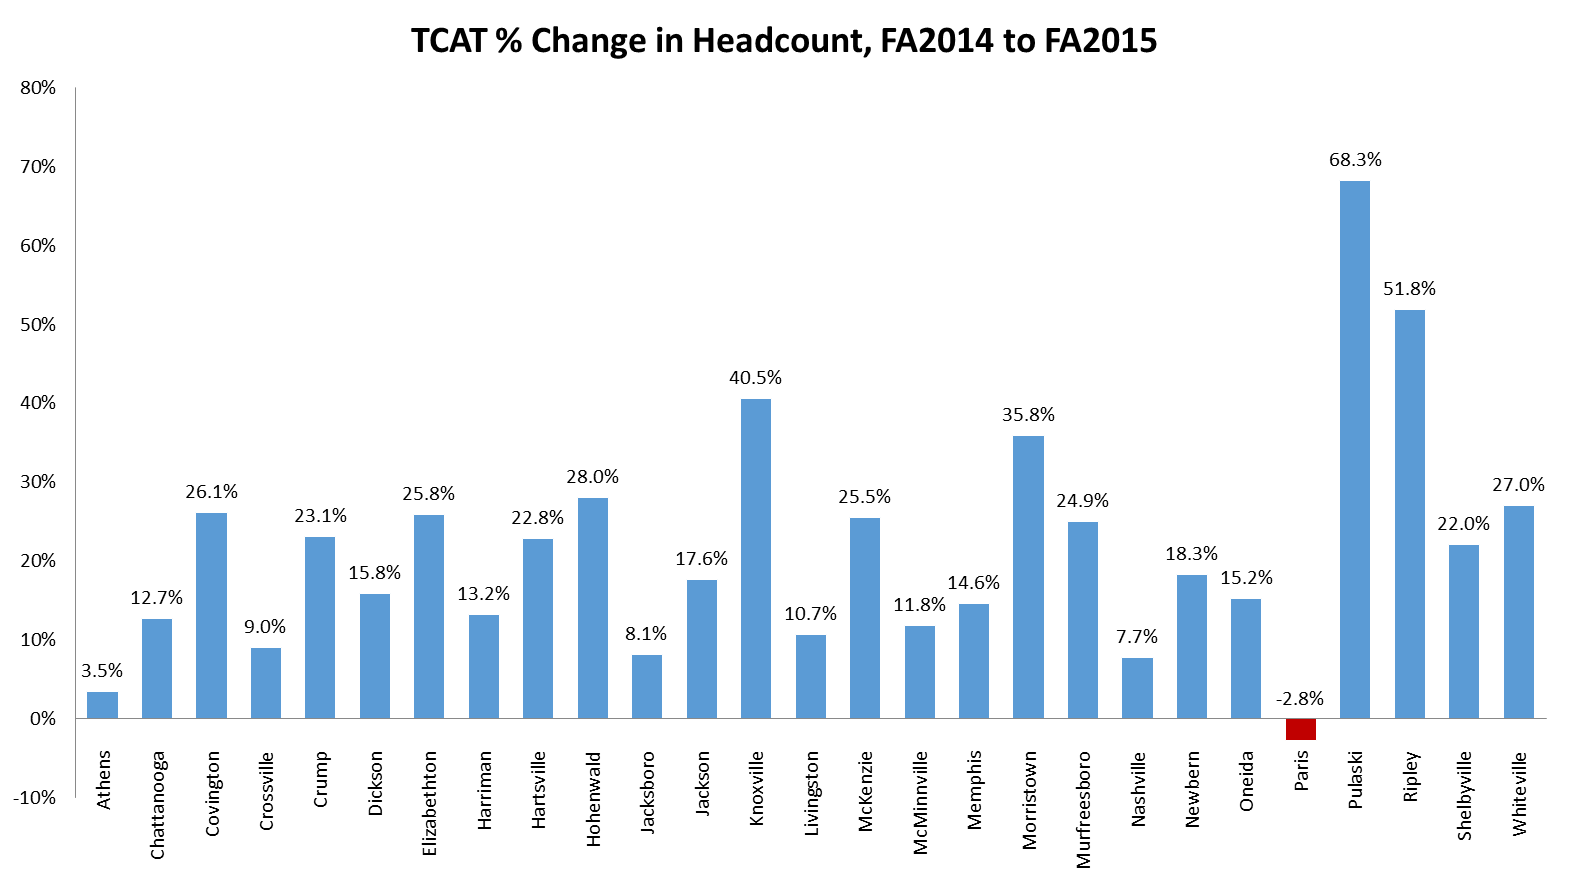 TCAT % Change in Headcount, FA2014 to FA2015
80%
70%
60%
50%
40%
30%
20%
10%
0%
-10%
3.5%
12.7%
26.1%
9.0%
23.1%
15.8%
25.8%
13.2%
22.8%
28.0%
8.1%
17.6%
40.5%
10.7%
25.5%
11.8%
14.6%
35.8%
24.9%
7.7%
18.3%
15.2%
-2.8%
68.3%
51.8%
22.0%
27.0%
Athens
Chattanooga
Covington
Crossville
Crump
Dickson
Elizabethton
Harriman
Hartsville
Hohenwald
Jacksboro
Jackson
Knoxville
Livingston
McKenzie
McMinnville
Memphis
Morristown
Murfreesboro
Nashville
Newbern
Oneida
Paris
Pulaski
Ripley
Shelbyville
Whiteville